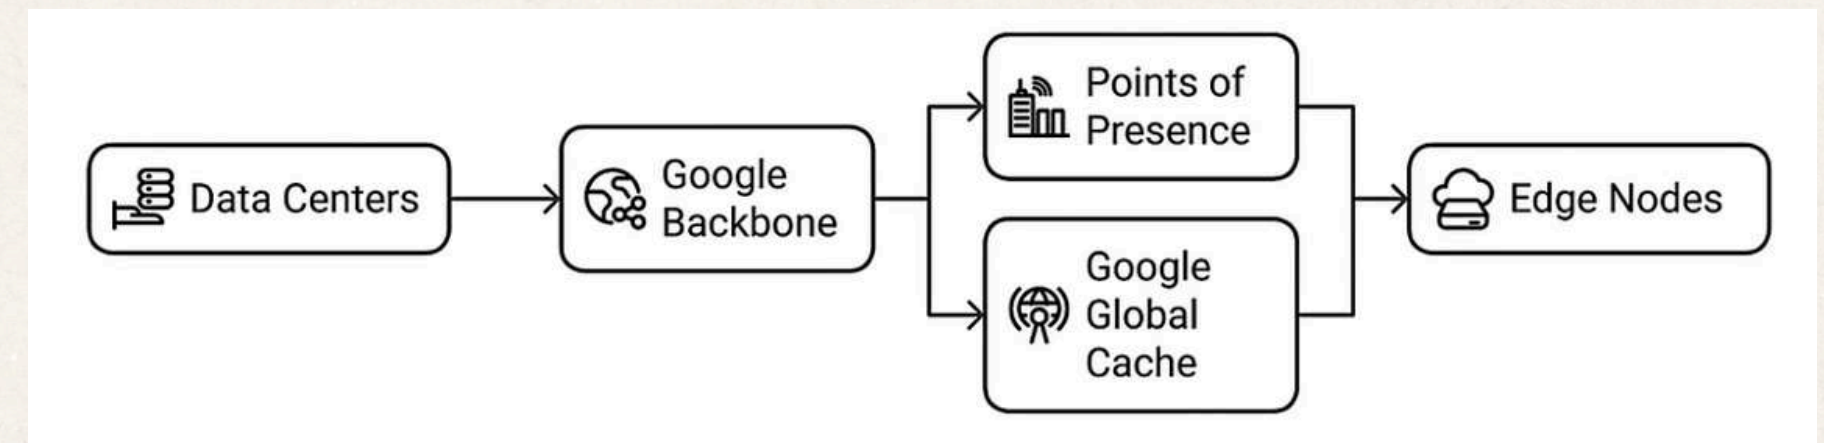 Data Centers
Google
Backbone
Points of
Presence
Google
Global
Cache
Edge Nodes